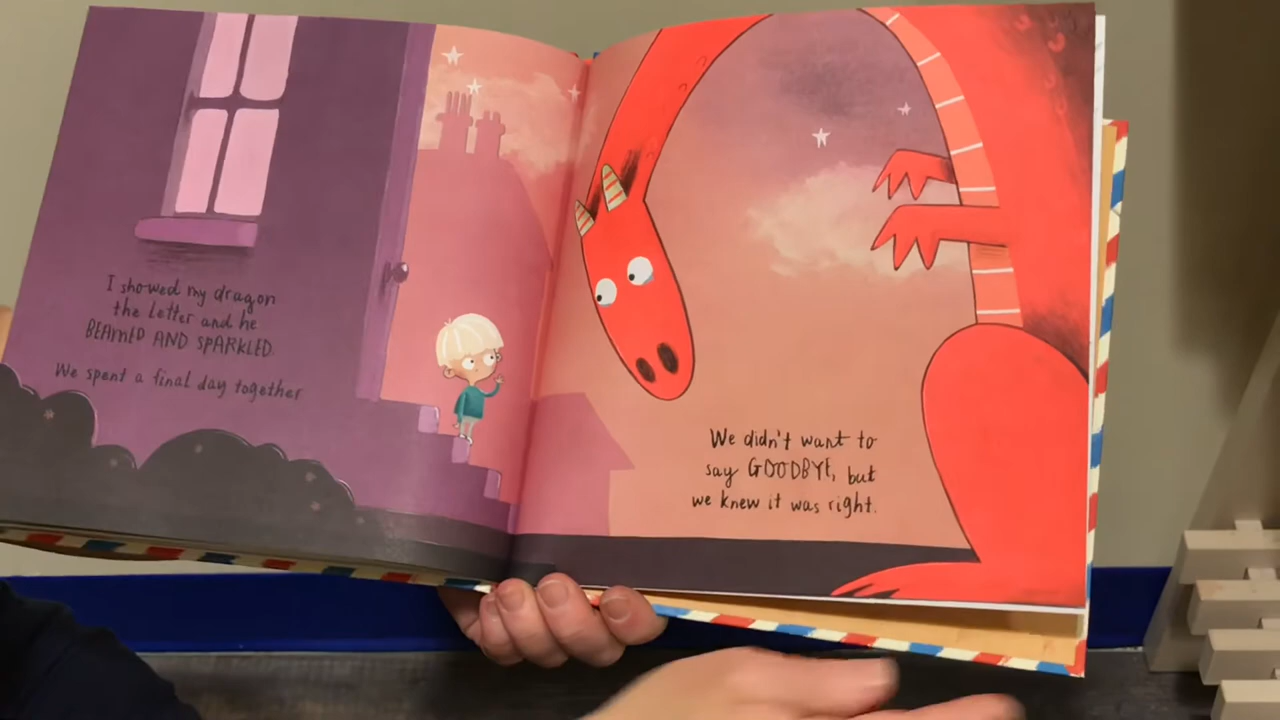 I showed my dragon
the letter and he
BEAMED AND SPARKLED.
We spent a final day together
We didn't want to
say GOODBYE, but
we knew it was right.